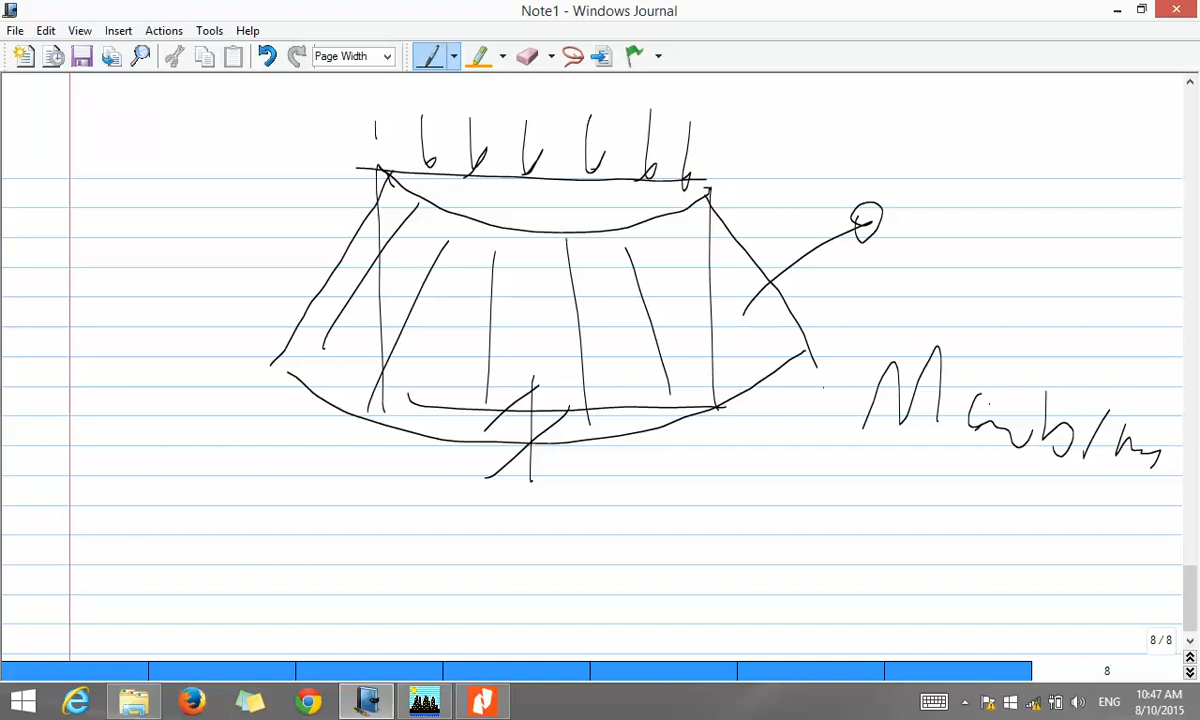 Note1 - Windows Journal
File Edit View Insert Actions Tools Help
Page Width
8 / 8
8
ENG
10:47 AM
8/10/2015